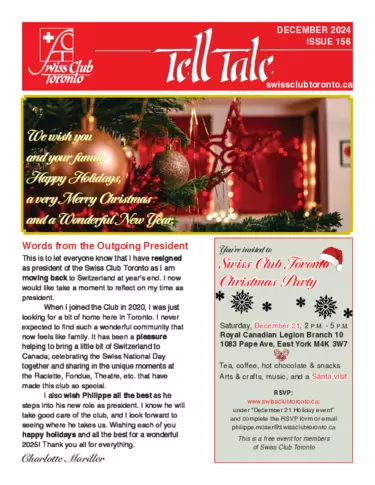 DECEMBER 2024
ISSUE 156
Swiss Club
Toronto
Tell Tale
swissclubtoronto.ca
We wish you
and your family
Happy Holidays,
a very Merry Christmas
and a Wonderful New Year.
Words from the Outgoing President
This is to let everyone know that I have resigned
as president of the Swiss Club Toronto as I am
moving back to Switzerland at year's end. I now
would like to take a moment to reflect on my time as
president.
When I joined the Club in 2020, I was just
looking for a bit of home here in Toronto. I never
expected to find such a wonderful community that
now feels like family. It has been a pleasure
helping to bring a little bit of Switzerland to
Canada; celebrating the Swiss National Day
together and sharing in the unique moments at
the Raclette, Fondue, Theatre, etc. that have
made this club so special.
I also wish Philippe all the best as he
steps into his new role as president. I know he will
take good care of the club, and I look forward to
seeing where he takes us. Wishing each of you
happy holidays and all the best for a wonderful
2025! Thank you all for everything.
Charlotte Mariller
You're invited to
Swiss Club Toronto
Christmas Party
Saturday, December 21, 2 P.M. - 5 P.M.
Royal Canadian Legion Branch 10
1083 Pape Ave, East York M4K 3W7
Tea, coffee, hot chocolate & snacks
Arts & crafts, music, and a Santa visit
RSVP:
www.swissclubtoronto.ca;
under "December 21 Holiday event"
and complete the RSVP form or email
philippe.moser@swissclubtoronto.ca
This is a free event for members
of Swiss Club Toronto